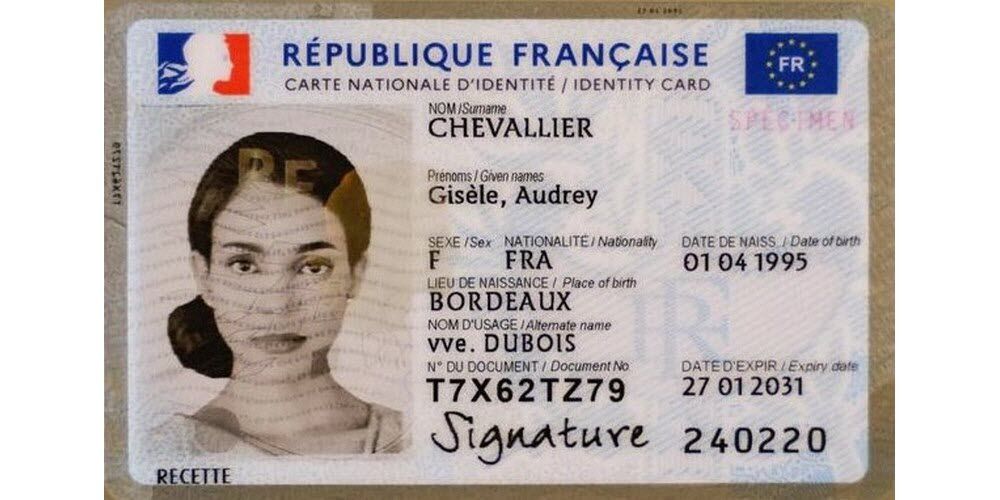 RÉPUBLIQUE FRANÇAISE
FR
CARTE NATIONALE D'IDENTITÉ / IDENTITY CARD
NOM / Surname
CHEVALLIER
SPECIMEN
Prénoms / Given names
Gisèle, Audrey
SEXE / Sex NATIONALITÉ / Nationality DATE DE NAISS. / Date of birth
F FRA 01 04 1995
LIEU DE NAISSANCE / Place of birth
BORDEAUX
NOM D'USAGE / Alternate name
vve. DUBOIS
N° DU DOCUMENT / Document No DATE D'EXPIR / Expiry date
T7X62TZ79 27 01 2031
Signature 240220
RECETTE
RE
RF